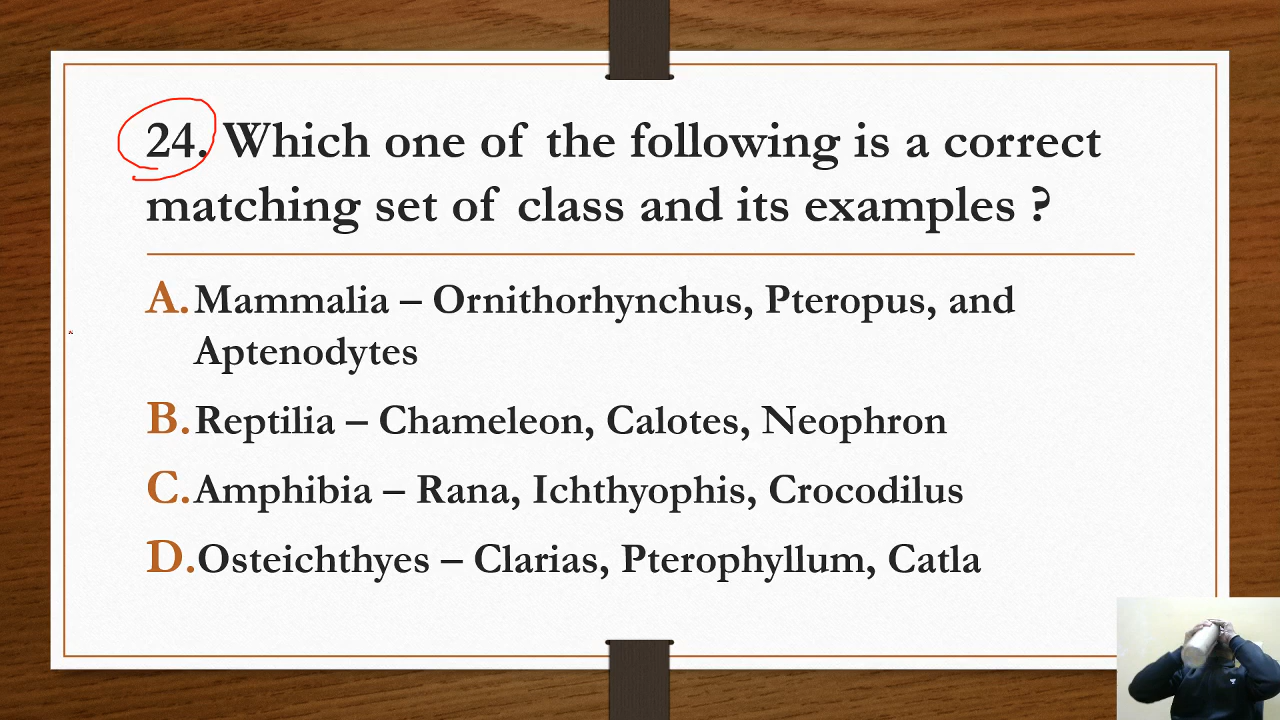 24. Which one of the following is a correct
matching set of class and its examples ?
A. Mammalia – Ornithorhynchus, Pteropus, and
Aptenodytes
B. Reptilia – Chameleon, Calotes, Neophron
C. Amphibia – Rana, Ichthyophis, Crocodilus
D. Osteichthyes – Clarias, Pterophyllum, Catla